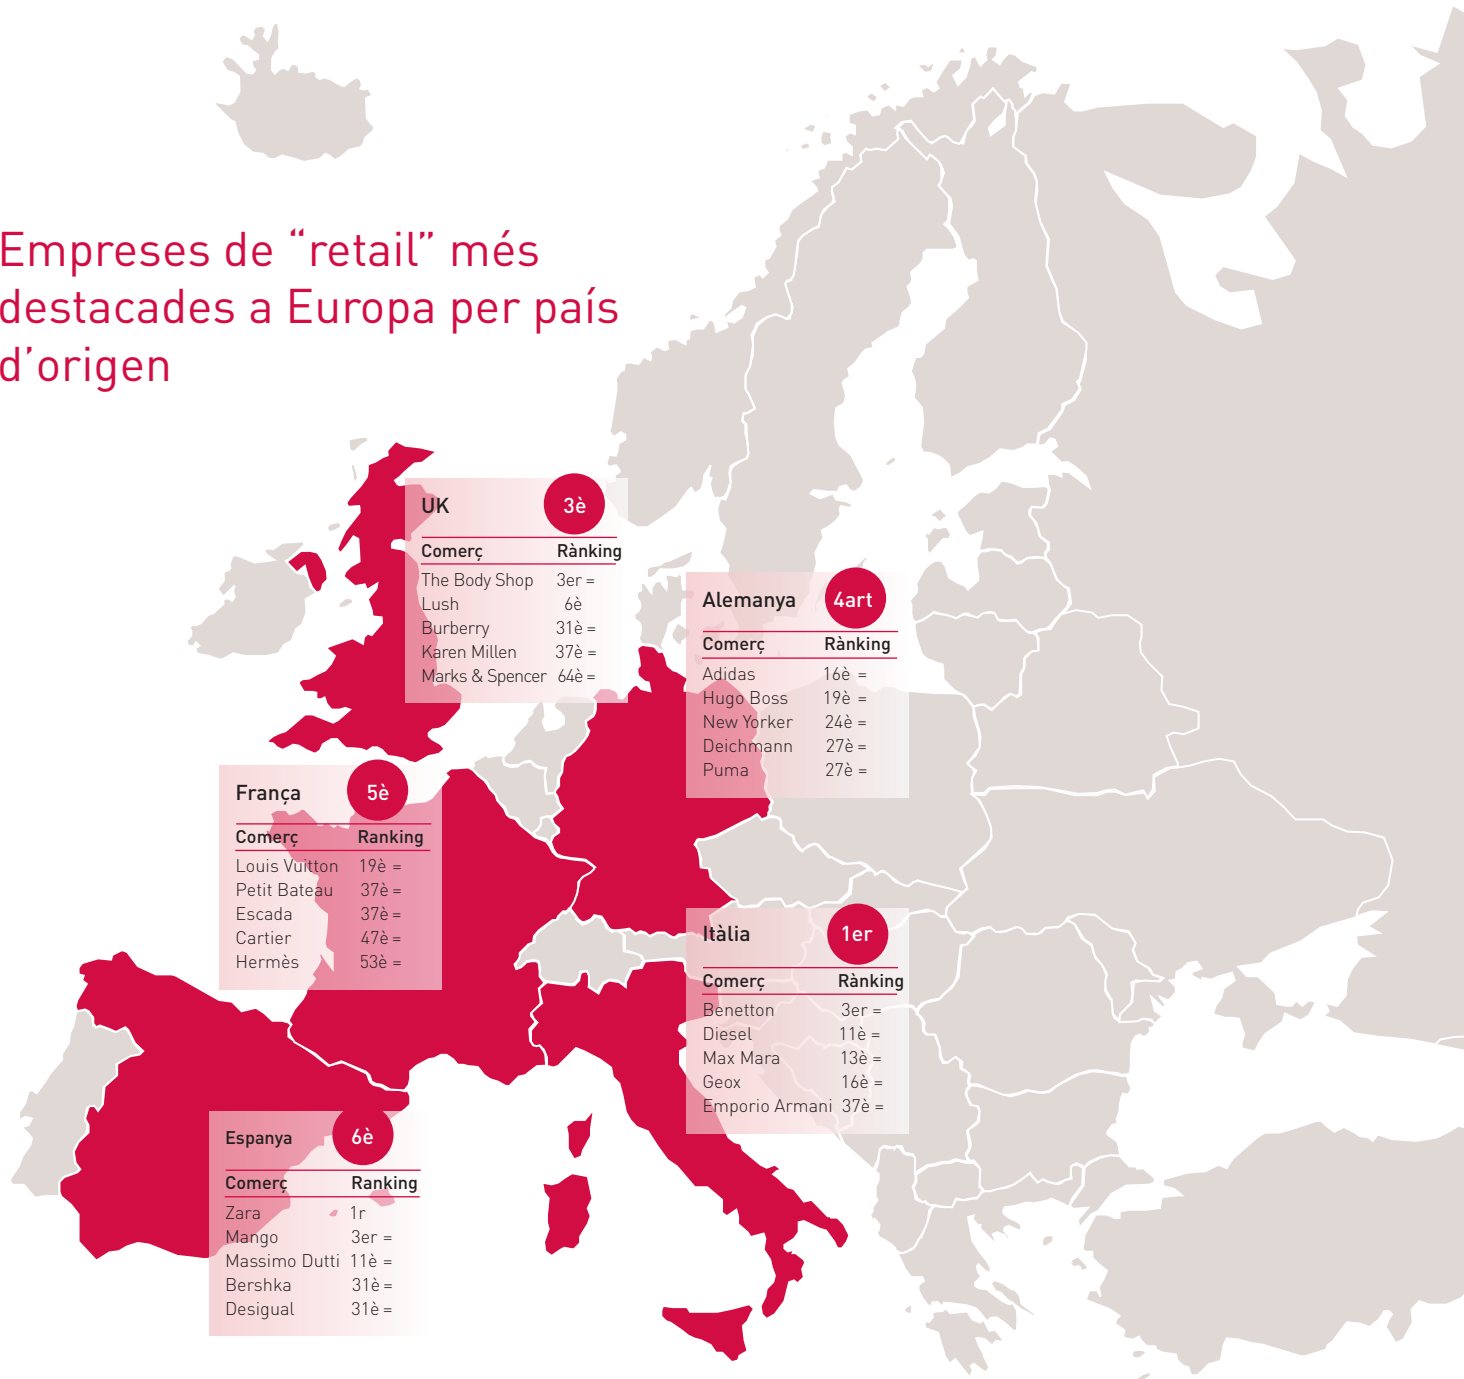 Empreses de “retail” més
destacades a Europa per país
d’origen
UK 3è
Comerç Rànking
The Body Shop 3er =
Lush 6è
Burberry 31è =
Karen Millen 37è =
Marks & Spencer 64è =
Alemanya 4art
Comerç Rànking
Adidas 16è =
Hugo Boss 19è =
New Yorker 24è =
Deichmann 27è =
Puma 27è =
França 5è
Comerç Ranking
Louis Vuitton 19è =
Petit Bateau 37è =
Escada 37è =
Cartier 47è =
Hermès 53è =
Itàlia 1er
Comerç Rànking
Benetton 3er =
Diesel 11è =
Max Mara 13è =
Geox 16è =
Emporio Armani 37è =
Espanya 6è
Comerç Ranking
Zara 1r
Mango 3er =
Massimo Dutti 11è =
Bershka 31è =
Desigual 31è =